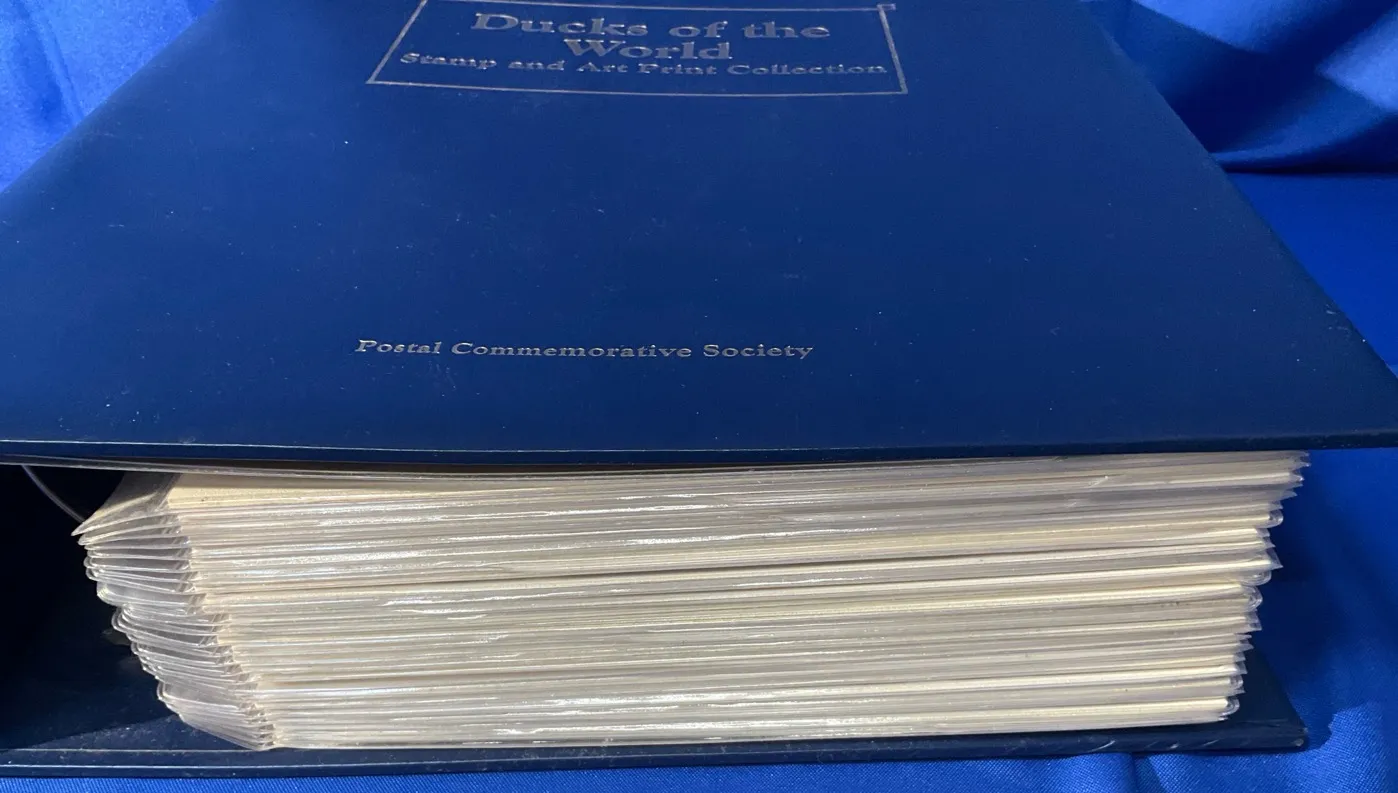 Ducks of the
World
Stamp and Art Print Collection
Postal Commemorative Society